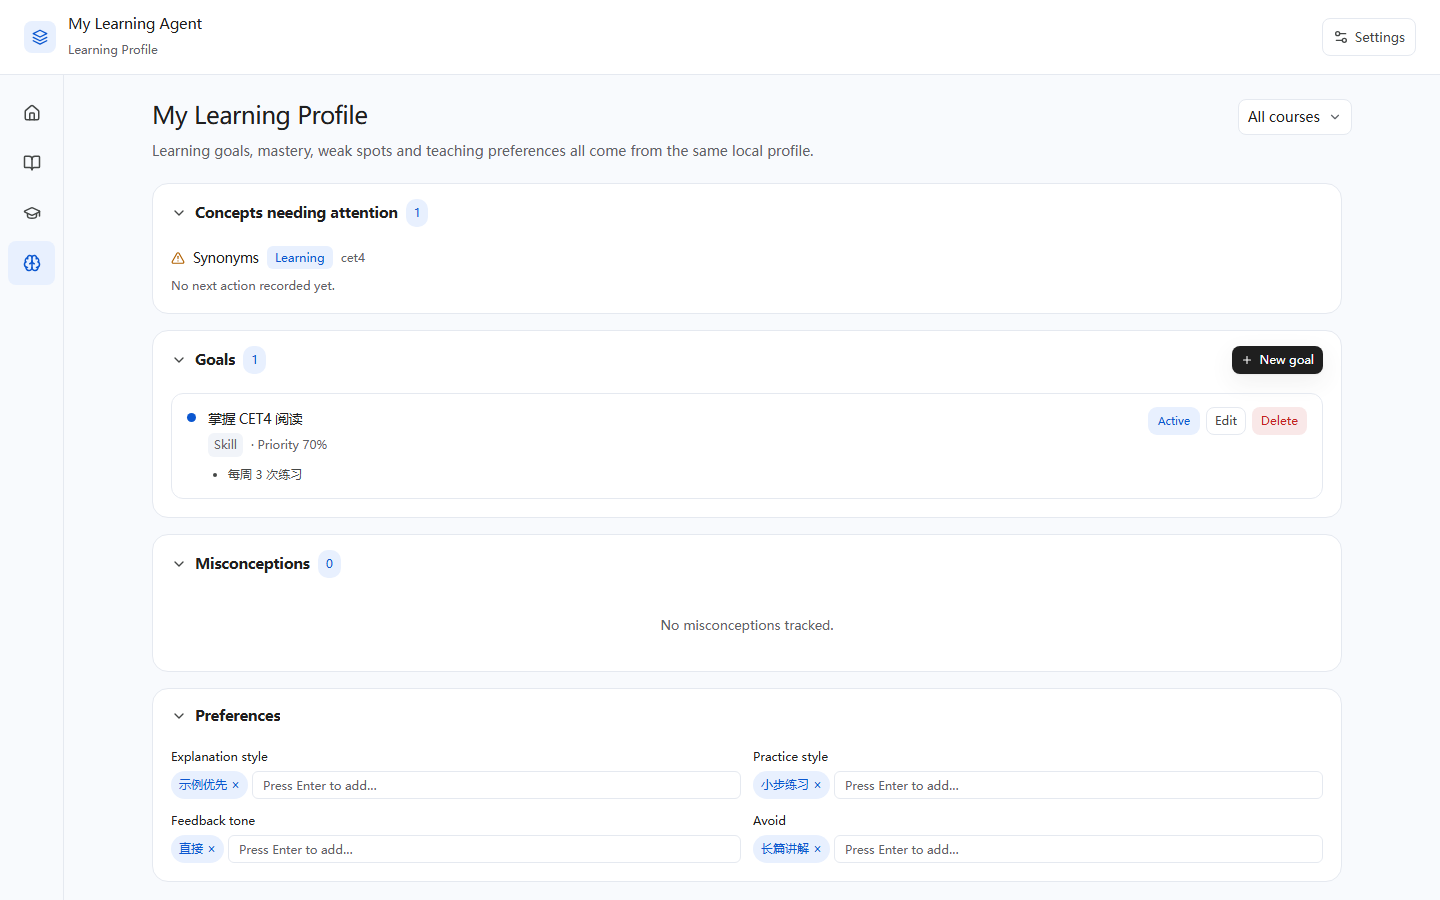 My Learning Agent
Learning Profile
Settings
My Learning Profile
All courses
Learning goals, mastery, weak spots and teaching preferences all come from the same local profile.
Concepts needing attention 1
Synonyms Learning cet4
No next action recorded yet.
Goals 1
+ New goal
掌握 CET4 阅读
Active Edit Delete
Skill · Priority 70%
• 每周 3 次练习
Misconceptions 0
No misconceptions tracked.
Preferences
Explanation style
示例优先 × Press Enter to add...
Practice style
小步练习 × Press Enter to add...
Feedback tone
直接 × Press Enter to add...
Avoid
长篇讲解 × Press Enter to add...